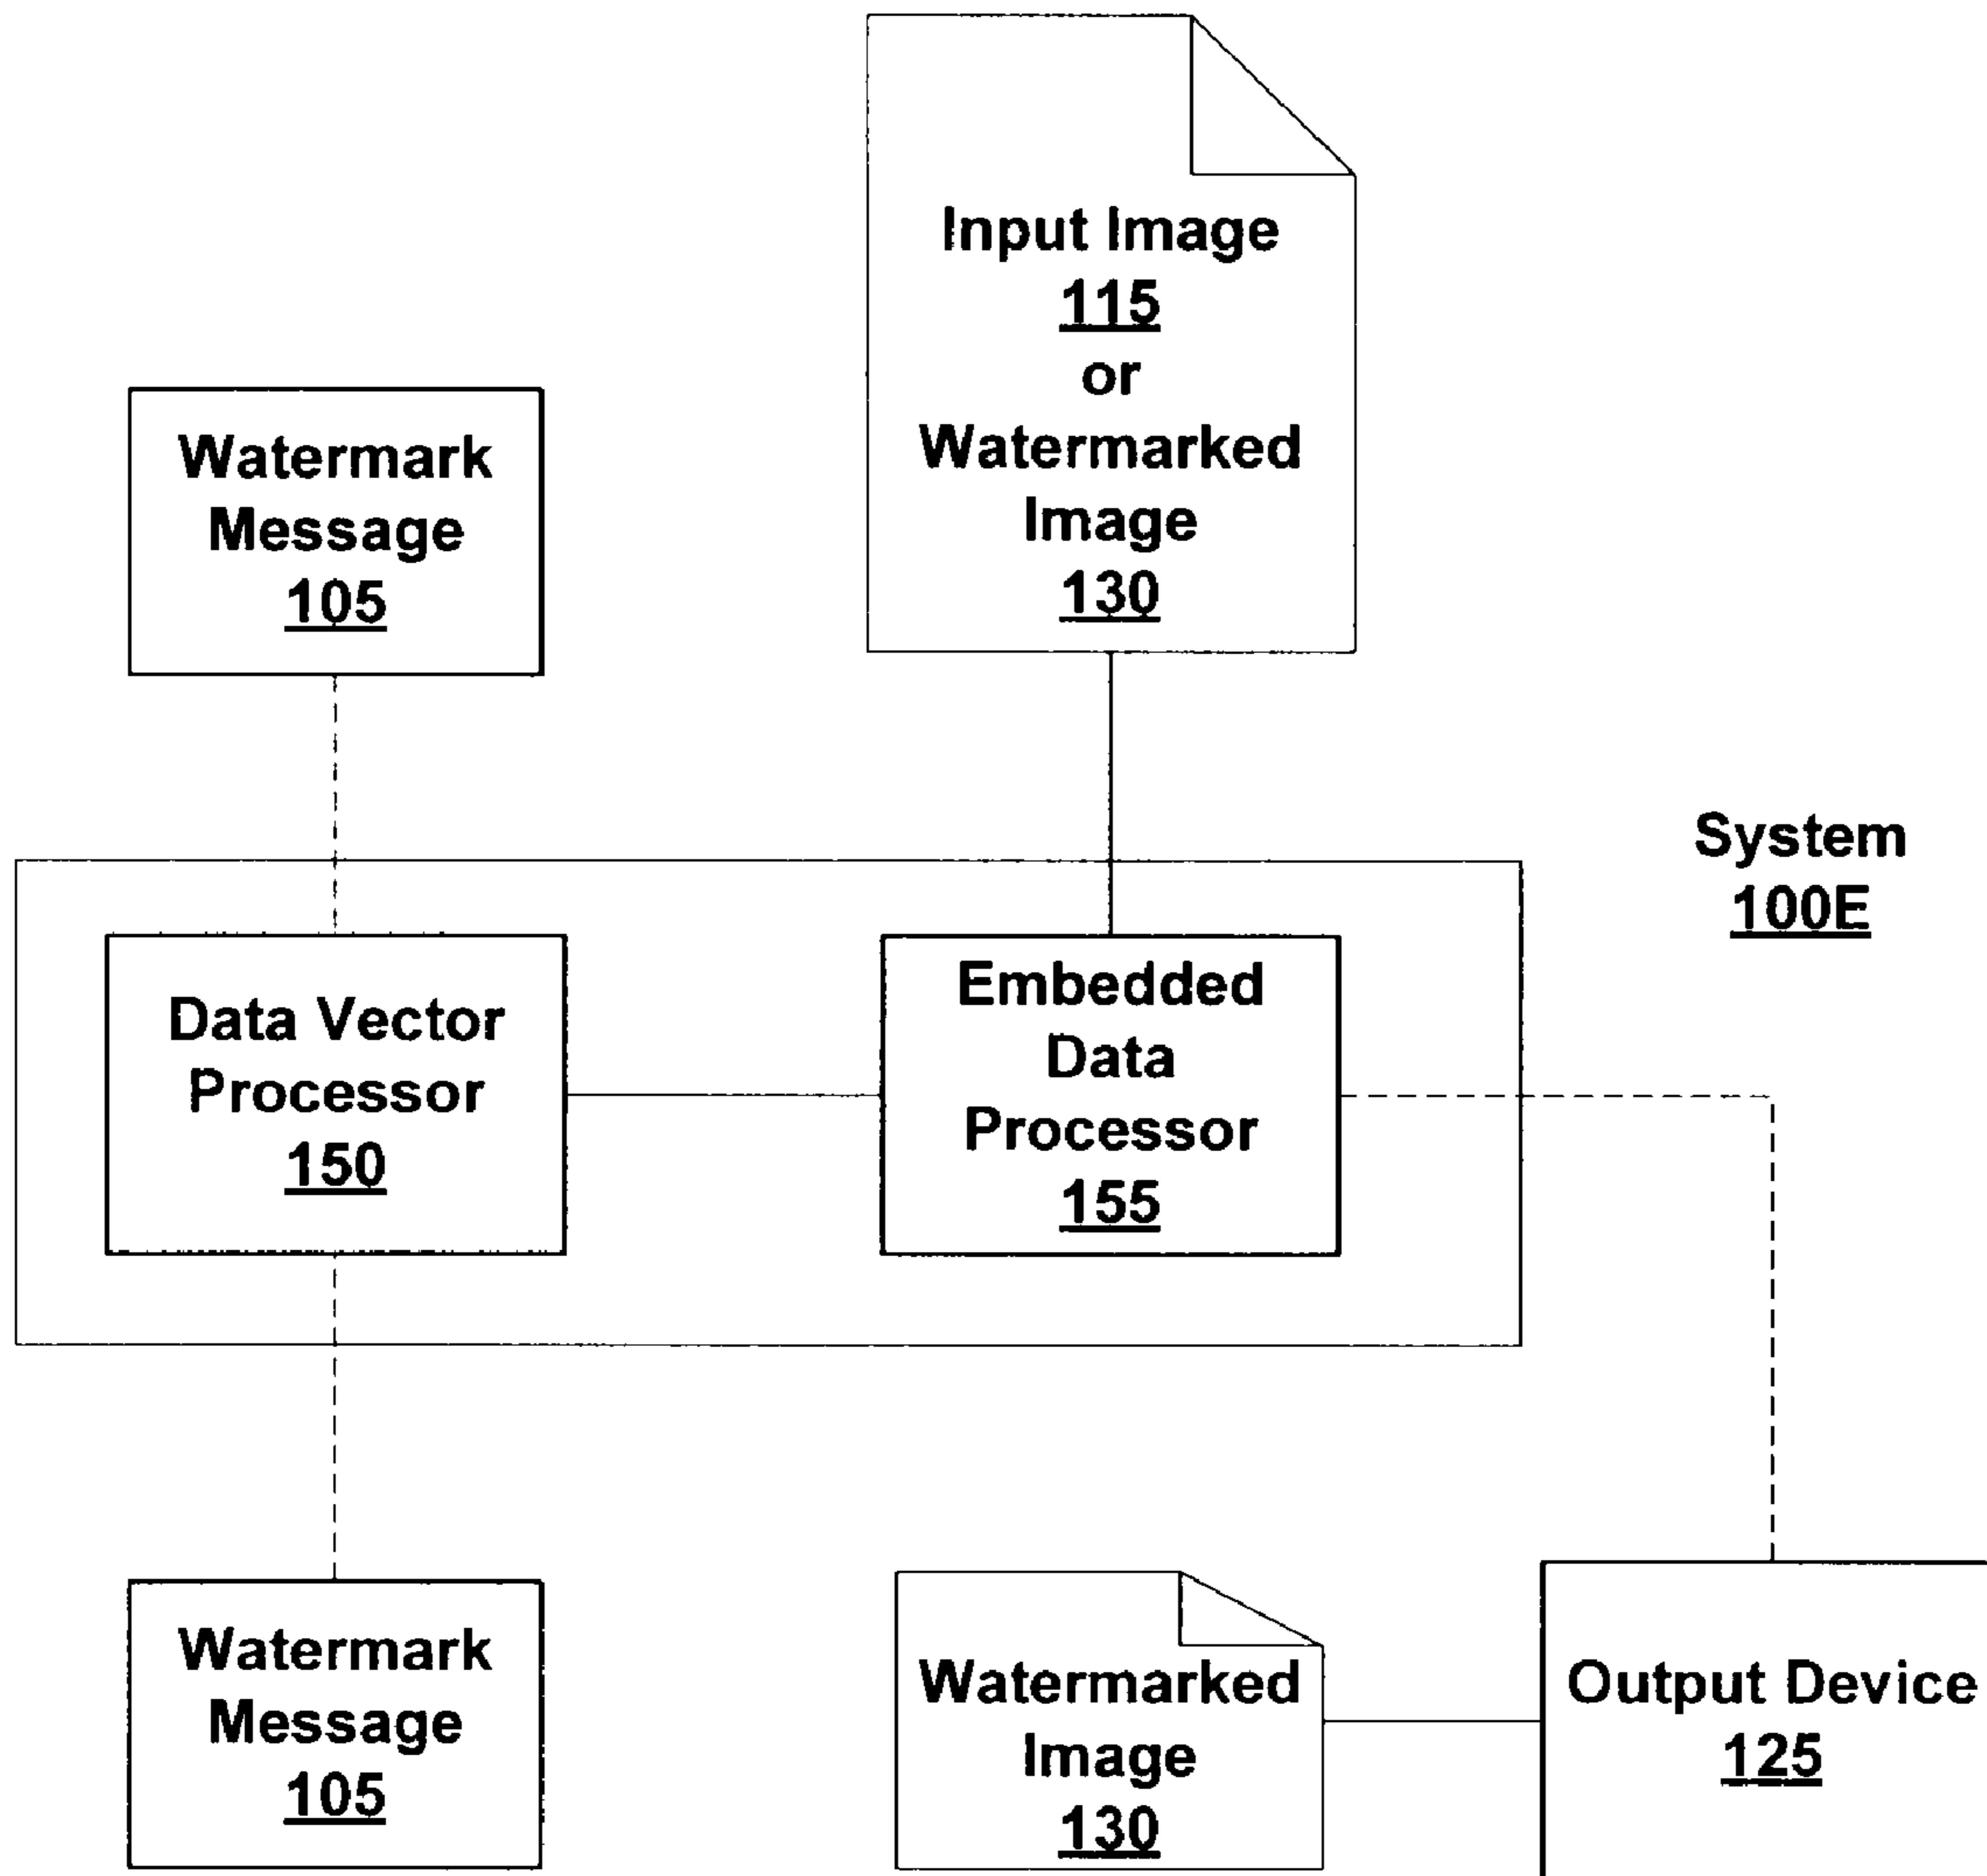 Input Image
115
or
Watermarked
Image
130
Watermark
Message
105
System
100E
Data Vector
Processor
150
Embedded
Data
Processor
155
Watermark
Message
105
Watermarked
Image
130
Output Device
125